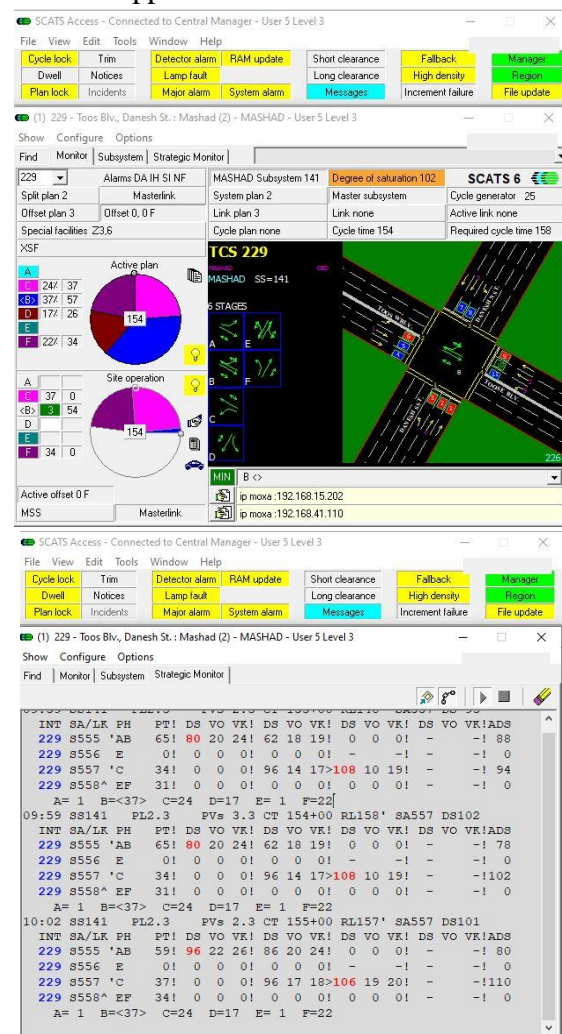 SCATS Access - Connected to Central Manager - User 5 Level 3
File View Edit Tools Window Help
Cycle lock Trim Detector alarm RAM update Short clearance Fallback Manager
Dwell Notices Lamp fault Long clearance High density Region
Plan lock Incidents Major alarm System alarm Messages Increment failure File update
(1) 229 - Toos Blv., Danesh St. : Mashad (2) - MASHAD - User 5 Level 3
Show Configure Options
Find Monitor Subsystem Strategic Monitor
229 Alarms DA IH SI NF MASHAD Subsystem 141 Degree of saturation 102 SCATS 6
Split plan 2 Masterlink System plan 2 Master subsystem Cycle generator 25
Offset plan 3 Offset 0, 0 F Link plan 3 Link none Active link none
Special facilities Z3,6 Cycle plan none Cycle time 154 Required cycle time 158
XSF
Active plan
A
C 24% 37
<B> 37% 57
D 17% 26
E
F 22% 34
154
TCS 229
MASHAD SS=141
6 STAGES
A E
B F
C
D
TOOS BLV.
DANESH ST.
TOOSE BLV.
DANESH ST.
B
226
Site operation
A
C 37 0
<B> 3 54
D
E
F 34 0
154
MIN B <>
ip moxa :192.168.15.202
Active offset 0 F
ip moxa :192.168.41.110
MSS Masterlink
SCATS Access - Connected to Central Manager - User 5 Level 3
File View Edit Tools Window Help
Cycle lock Trim Detector alarm RAM update Short clearance Fallback Manager
Dwell Notices Lamp fault Long clearance High density Region
Plan lock Incidents Major alarm System alarm Messages Increment failure File update
(1) 229 - Toos Blv., Danesh St. : Mashad (2) - MASHAD - User 5 Level 3
Show Configure Options
Find Monitor Subsystem Strategic Monitor
INT SA/LK PH PT! DS VO VK! DS VO VK! DS VO VK! DS VO VK!ADS
229 S555 'AB 65! 80 20 24! 62 18 19! 0 0 0! - -! 88
229 S556 E 0! 0 0 0! 0 0 0! - -! - -! 0
229 S557 'C 34! 0 0 0! 96 14 17>108 10 19! - -! 94
229 S558^ EF 31! 0 0 0! 0 0 0! 0 0 0! - -! 0
A= 1 B=<37> C=24 D=17 E= 1 F=22
09:59 SS141 PL2.3 PVs 3.3 CT 154+00 RL158' SA557 DS102
INT SA/LK PH PT! DS VO VK! DS VO VK! DS VO VK! DS VO VK!ADS
229 S555 'AB 65! 80 20 24! 62 18 19! 0 0 0! - -! 78
229 S556 E 0! 0 0 0! 0 0 0! - -! - -! 0
229 S557 'C 34! 0 0 0! 96 14 17>108 10 19! - -!102
229 S558^ EF 31! 0 0 0! 0 0 0! 0 0 0! - -! 0
A= 1 B=<37> C=24 D=17 E= 1 F=22
10:02 SS141 PL2.3 PVs 2.3 CT 155+00 RL157' SA557 DS101
INT SA/LK PH PT! DS VO VK! DS VO VK! DS VO VK! DS VO VK!ADS
229 S555 'AB 59! 96 22 26! 86 20 24! 0 0 0! - -! 80
229 S556 E 0! 0 0 0! 0 0 0! - -! - -! 0
229 S557 'C 37! 0 0 0! 96 17 18>106 19 20! - -!110
229 S558^ EF 34! 0 0 0! 0 0 0! 0 0 0! - -! 0
A= 1 B=<37> C=24 D=17 E= 1 F=22